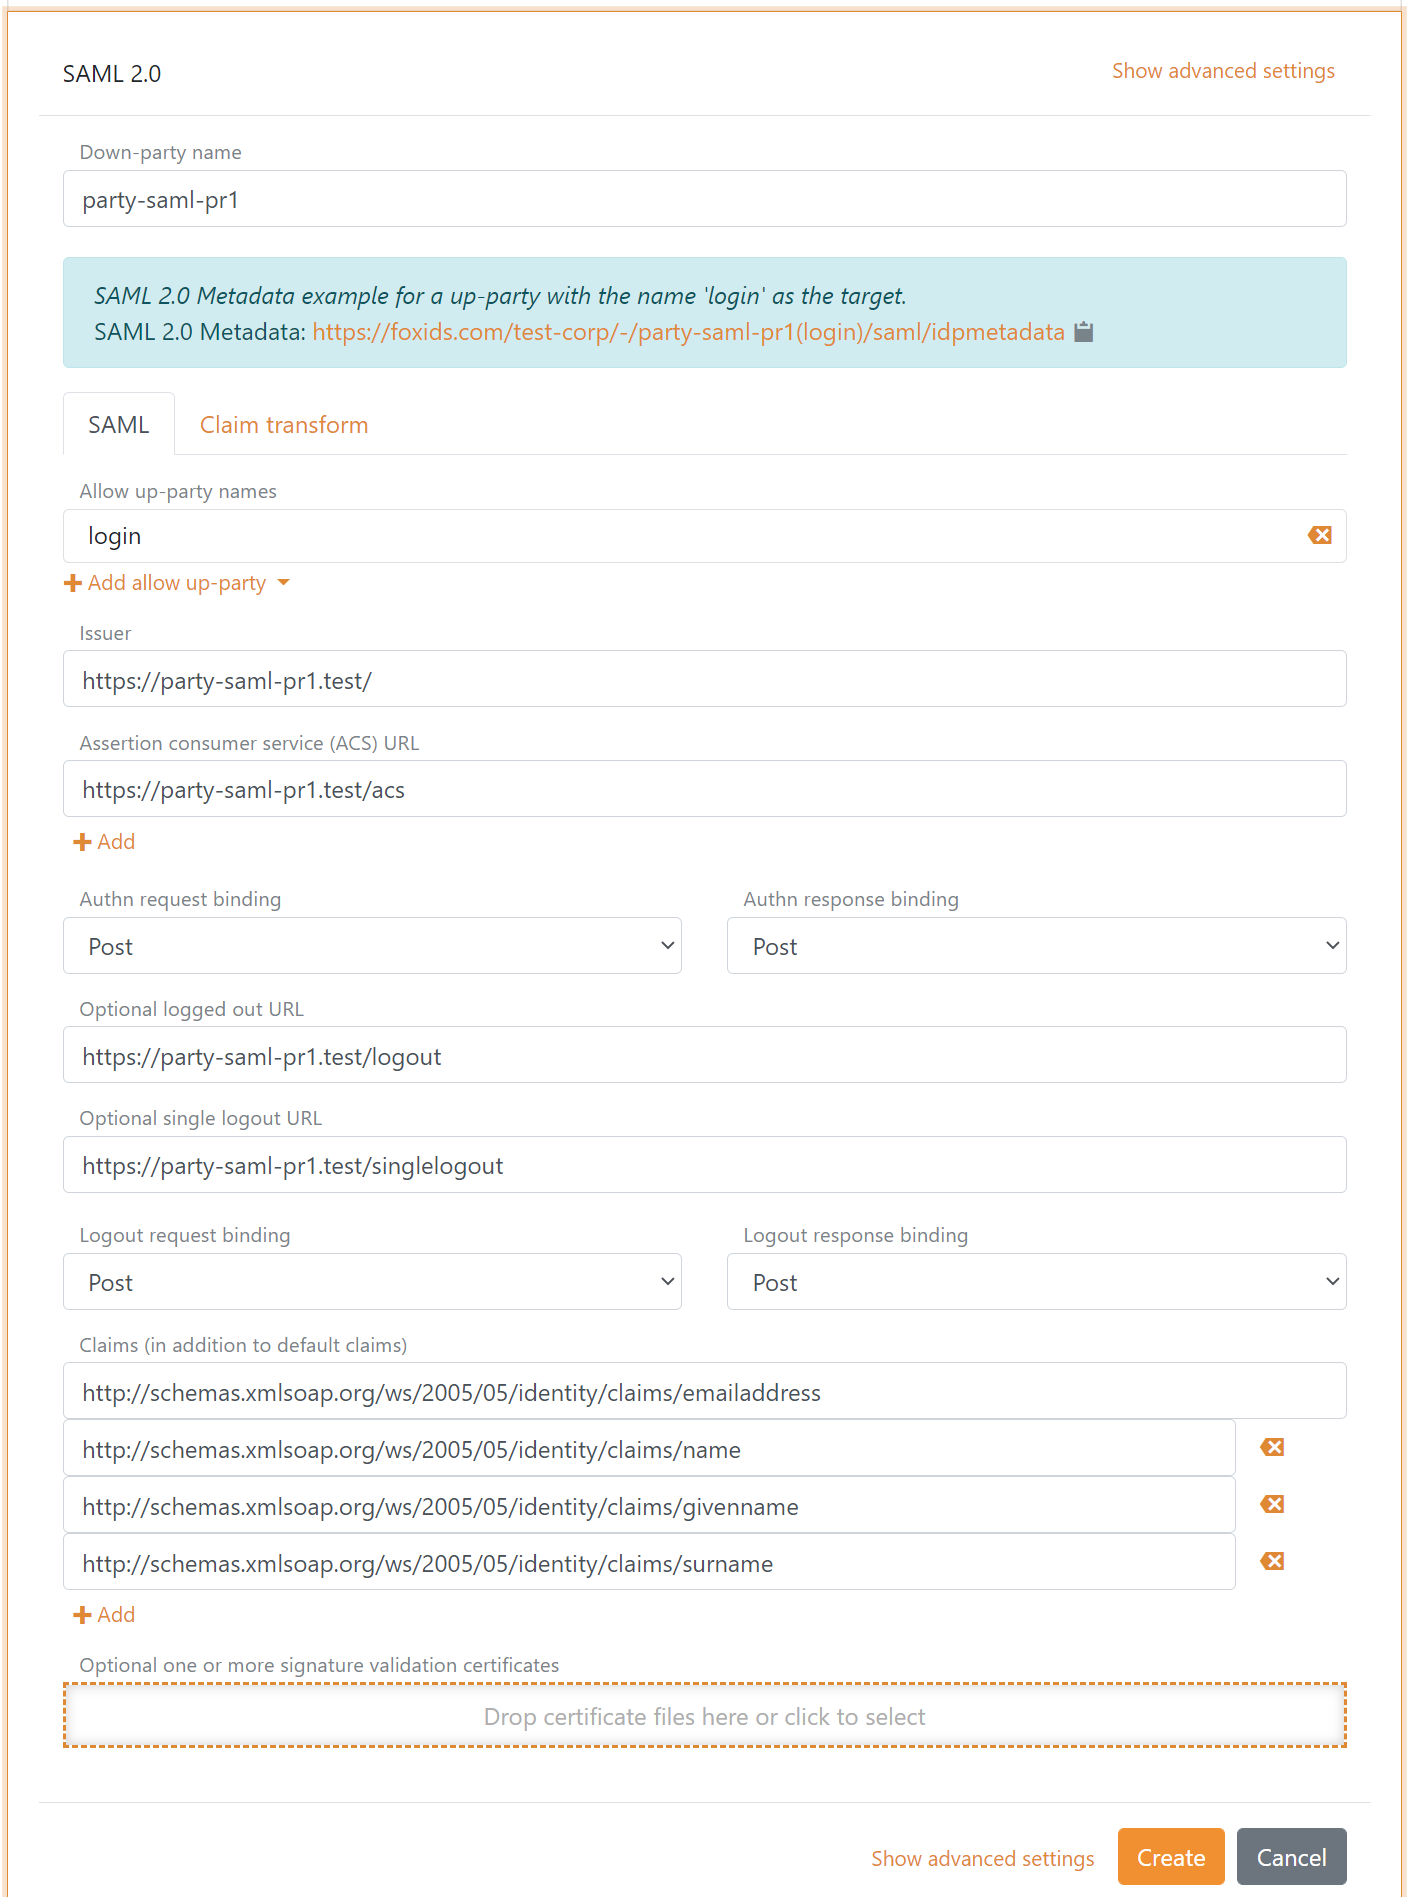 SAML 2.0
Show advanced settings
Down-party name
party-saml-pr1
SAML 2.0 Metadata example for a up-party with the name 'login' as the target.
SAML 2.0 Metadata: https://foxids.com/test-corp/-/party-saml-pr1(login)/saml/idpmetadata
SAML
Claim transform
Allow up-party names
login
Add allow up-party
Issuer
https://party-saml-pr1.test/
Assertion consumer service (ACS) URL
https://party-saml-pr1.test/acs
Add
Authn request binding
Authn response binding
Post
Post
Optional logged out URL
https://party-saml-pr1.test/logout
Optional single logout URL
https://party-saml-pr1.test/singlelogout
Logout request binding
Logout response binding
Post
Post
Claims (in addition to default claims)
http://schemas.xmlsoap.org/ws/2005/05/identity/claims/emailaddress
http://schemas.xmlsoap.org/ws/2005/05/identity/claims/name
http://schemas.xmlsoap.org/ws/2005/05/identity/claims/givenname
http://schemas.xmlsoap.org/ws/2005/05/identity/claims/surname
Add
Optional one or more signature validation certificates
Drop certificate files here or click to select
Show advanced settings
Create
Cancel